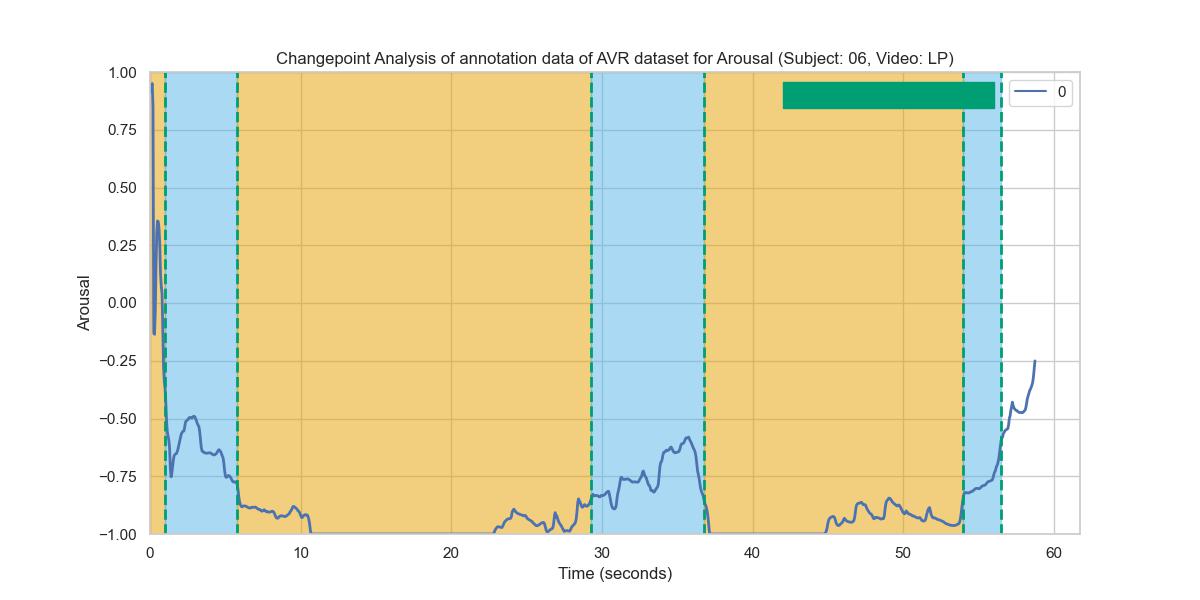 Changepoint Analysis of annotation data of AVR dataset for Arousal (Subject: 06, Video: LP)
1.00
0.75
0.50
0.25
0.00
−0.25
−0.50
−0.75
−1.00
Arousal
0
0 10 20 30 40 50 60
Time (seconds)